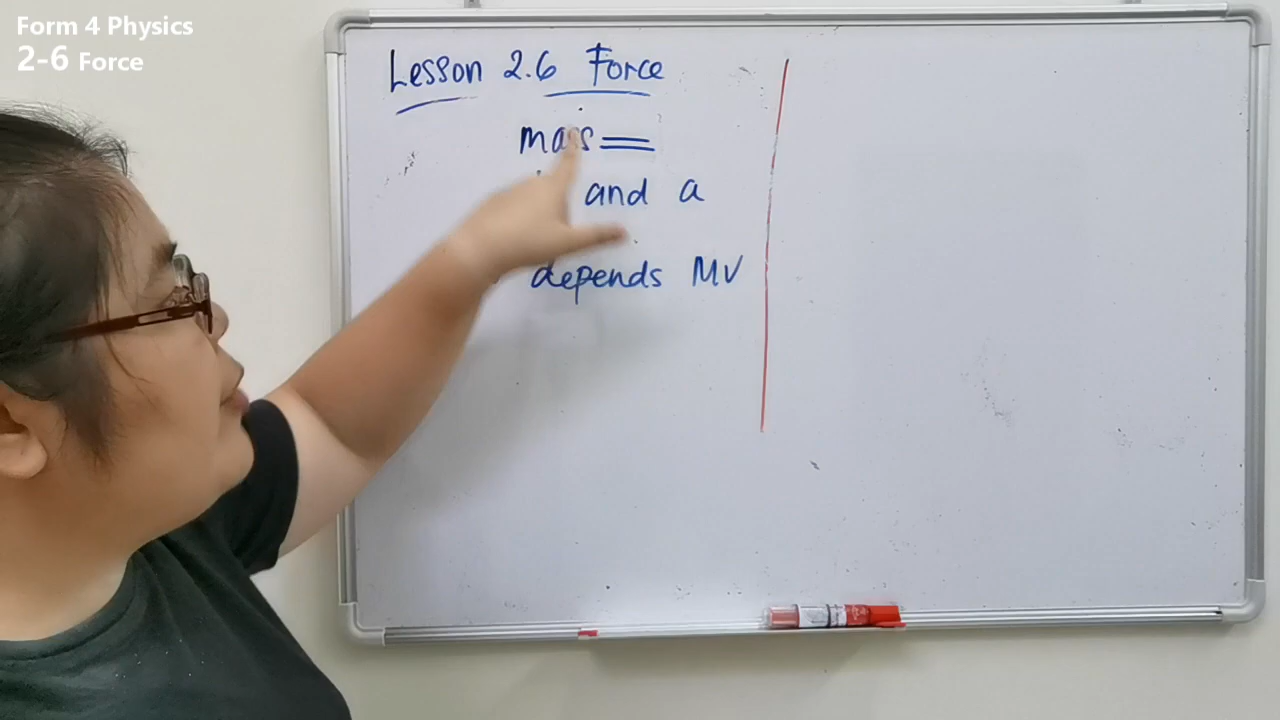 Form 4 Physics
2-6 Force
Lesson 2.6 Force
mass =
and a
depends MV